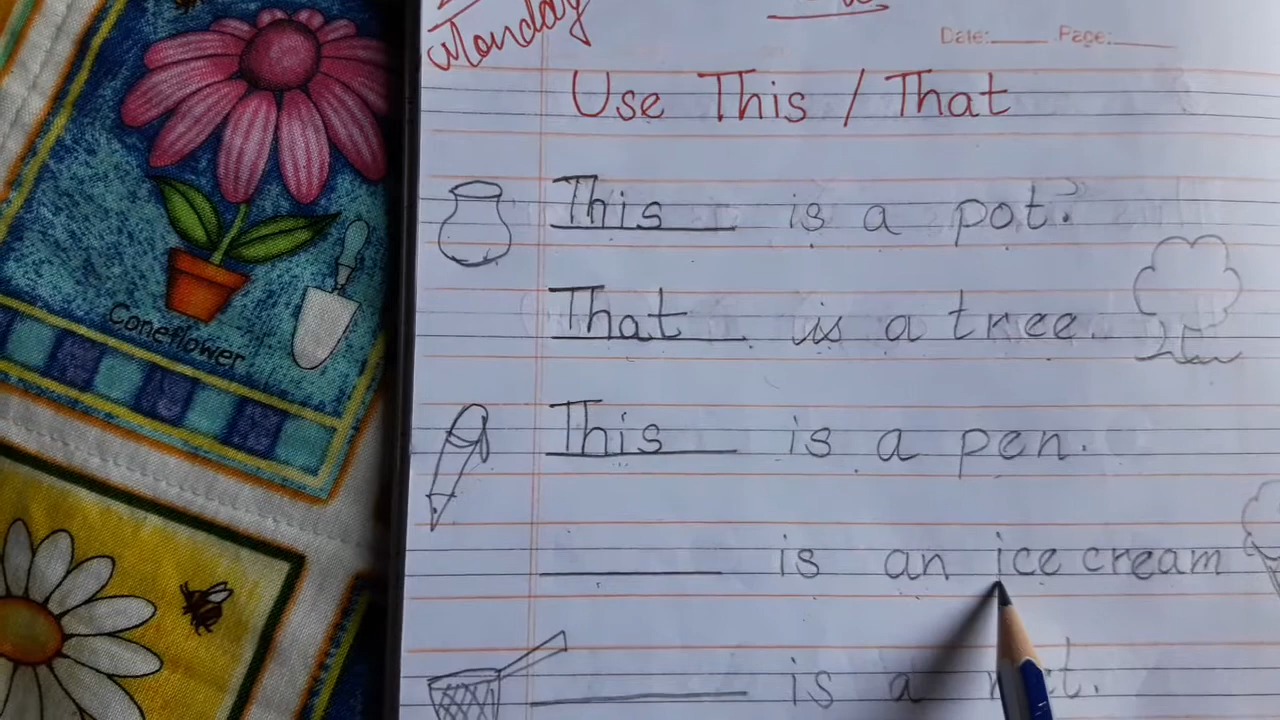 Monday
Date: Page:
Use This / That
This is a pot.
That is a tree.
This is a pen.
is an ice cream
is a
Coneflower